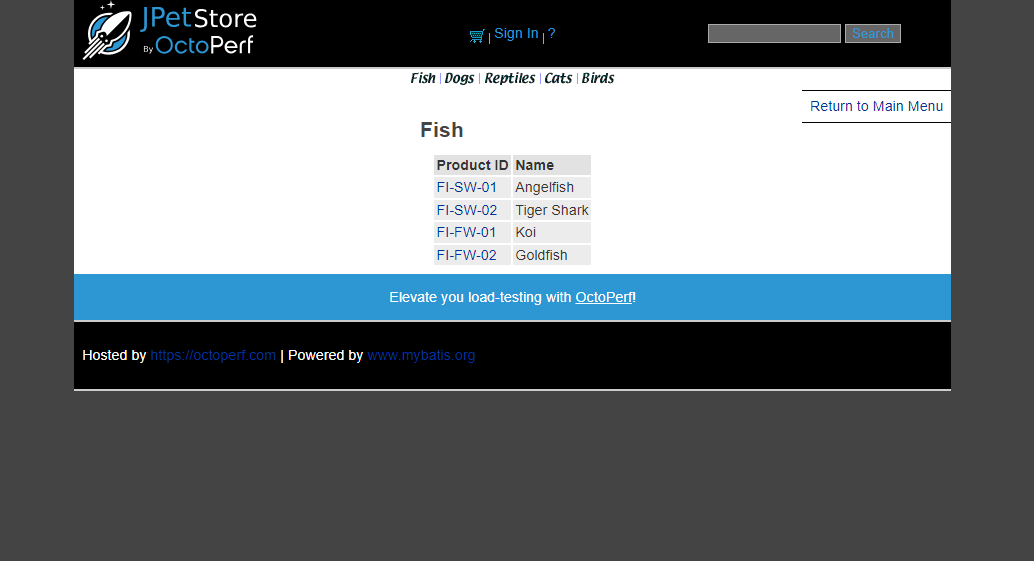 JPetStore
By OctoPerf
| Sign In | ?
Search
Fish | Dogs | Reptiles | Cats | Birds
Return to Main Menu
Fish
Product ID Name
FI-SW-01 Angelfish
FI-SW-02 Tiger Shark
FI-FW-01 Koi
FI-FW-02 Goldfish
Elevate you load-testing with OctoPerf!
Hosted by https://octoperf.com | Powered by www.mybatis.org